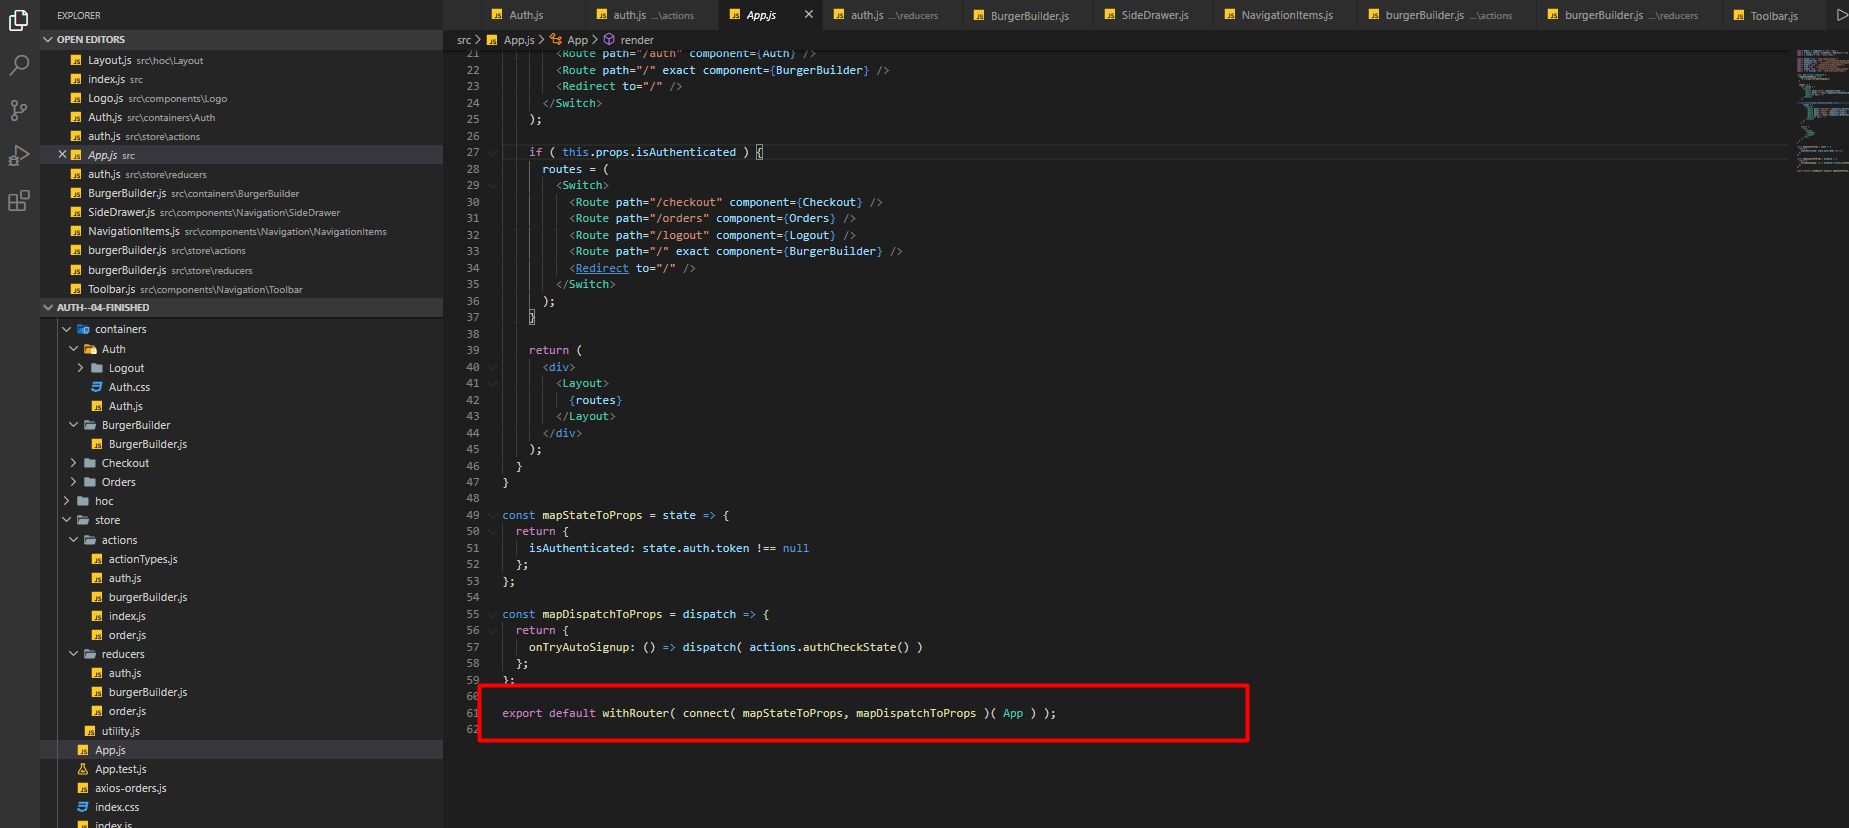 EXPLORER
OPEN EDITORS
Layout.js src\hoc\Layout
index.js src
Logo.js src\components\Logo
Auth.js src\containers\Auth
auth.js src\store\actions
App.js src
auth.js src\store\reducers
BurgerBuilder.js src\containers\BurgerBuilder
SideDrawer.js src\components\Navigation\SideDrawer
NavigationItems.js src\components\Navigation\NavigationItems
burgerBuilder.js src\store\actions
burgerBuilder.js src\store\reducers
Toolbar.js src\components\Navigation\Toolbar
AUTH--04-FINISHED
containers
Auth
Logout
Auth.css
Auth.js
BurgerBuilder
BurgerBuilder.js
Checkout
Orders
hoc
store
actions
actionTypes.js
auth.js
burgerBuilder.js
index.js
order.js
reducers
auth.js
burgerBuilder.js
order.js
utility.js
App.js
App.test.js
axios-orders.js
index.css
index.js
Auth.js
auth.js ...\actions
App.js
auth.js ...\reducers
BurgerBuilder.js
SideDrawer.js
NavigationItems.js
burgerBuilder.js ...\actions
burgerBuilder.js ...\reducers
Toolbar.js
src > App.js > App > render
21 <Route path="/auth" component={Auth} />
22 <Route path="/" exact component={BurgerBuilder} />
23 <Redirect to="/" />
24 </Switch>
25 );
26
27 if ( this.props.isAuthenticated ) {
28 routes = (
29 <Switch>
30 <Route path="/checkout" component={Checkout} />
31 <Route path="/orders" component={Orders} />
32 <Route path="/logout" component={Logout} />
33 <Route path="/" exact component={BurgerBuilder} />
34 <Redirect to="/" />
35 </Switch>
36 );
37 }
38
39 return (
40 <div>
41 <Layout>
42 {routes}
43 </Layout>
44 </div>
45 );
46 }
47 }
48
49 const mapStateToProps = state => {
50 return {
51 isAuthenticated: state.auth.token !== null
52 };
53 };
54
55 const mapDispatchToProps = dispatch => {
56 return {
57 onTryAutoSignup: () => dispatch( actions.authCheckState() )
58 };
59 };
60
61 export default withRouter( connect( mapStateToProps, mapDispatchToProps )( App ) );
62